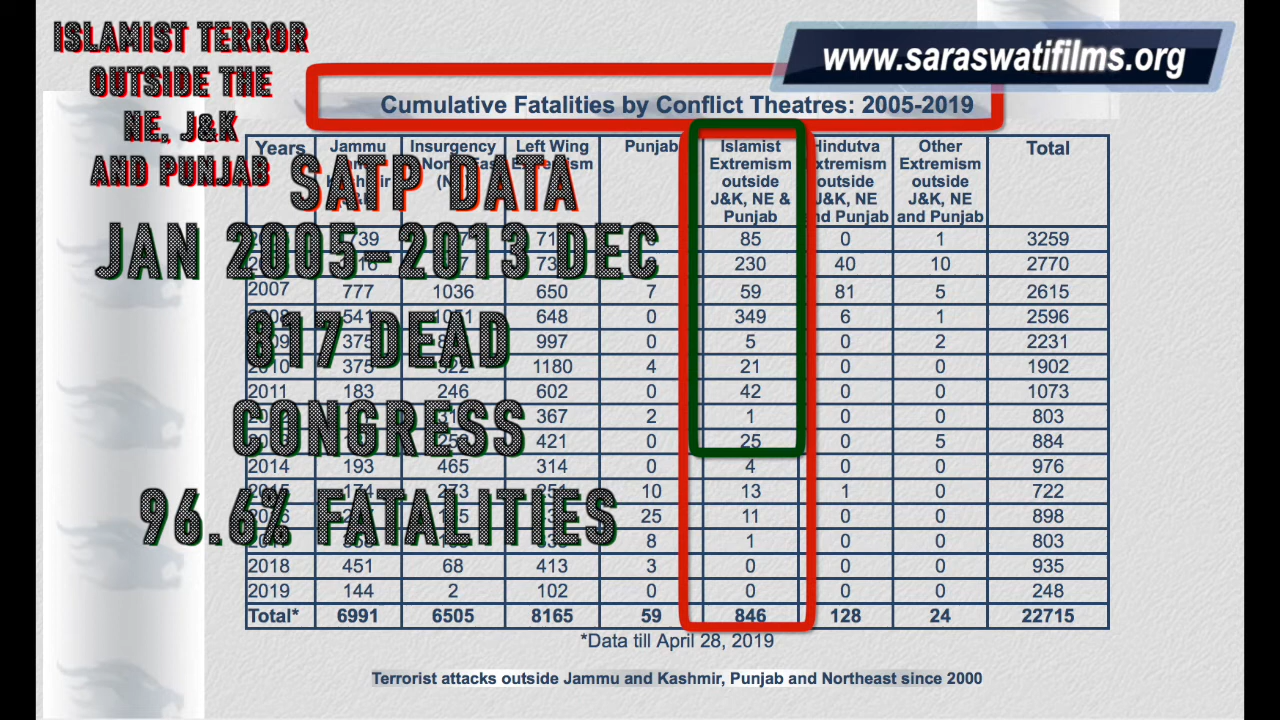 ISLAMIST TERROR
OUTSIDE THE
NE, J&K
AND PUNJAB
www.saraswatifilms.org
Cumulative Fatalities by Conflict Theatres: 2005-2019
SATP DATA
JAN 2005-2013 DEC
817 DEAD
CONGRESS
96.6% FATALITIES
Years Jammu Insurgency Left Wing Punjab Islamist Hindutva Other Total
Extremism Extremism Extremism
outside outside outside
J&K, NE & J&K, NE J&K, NE
Punjab and Punjab and Punjab
85 0 1 3259
230 40 10 2770
2007 777 1036 650 7 59 81 5 2615
648 0 349 6 1 2596
997 0 5 0 2 2231
1180 4 21 0 0 1902
2011 183 246 602 0 42 0 0 1073
367 2 1 0 0 803
421 0 25 0 5 884
2014 193 465 314 0 4 0 0 976
10 13 1 0 722
25 11 0 0 898
8 1 0 0 803
2018 451 68 413 3 0 0 0 935
2019 144 2 102 0 0 0 0 248
Total* 6991 6505 8165 59 846 128 24 22715
*Data till April 28, 2019
Terrorist attacks outside Jammu and Kashmir, Punjab and Northeast since 2000